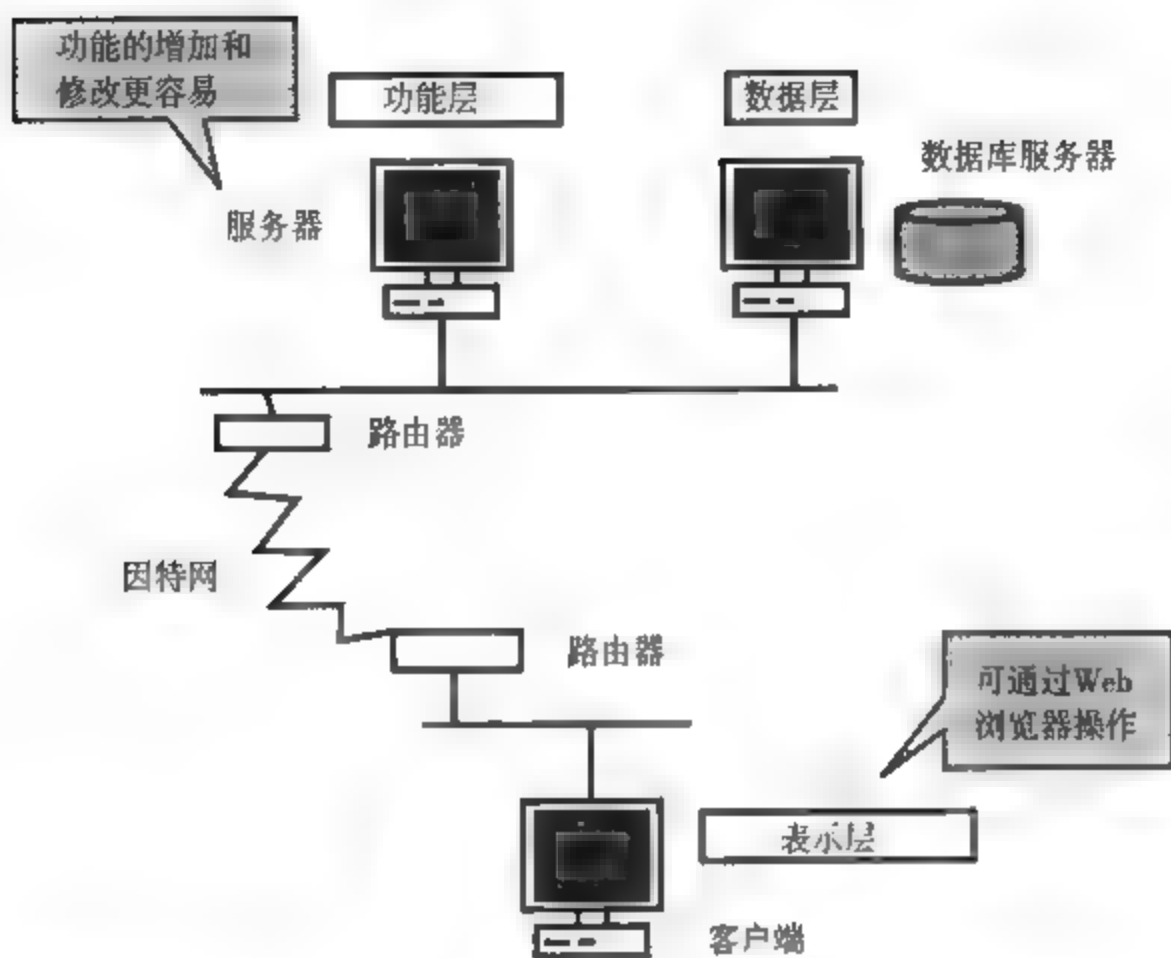 功能的增加和
修改更容易
功能层
数据层
数据库服务器
服务器
路由器
因特网
路由器
可通过Web
浏览器操作
表示层
客户端